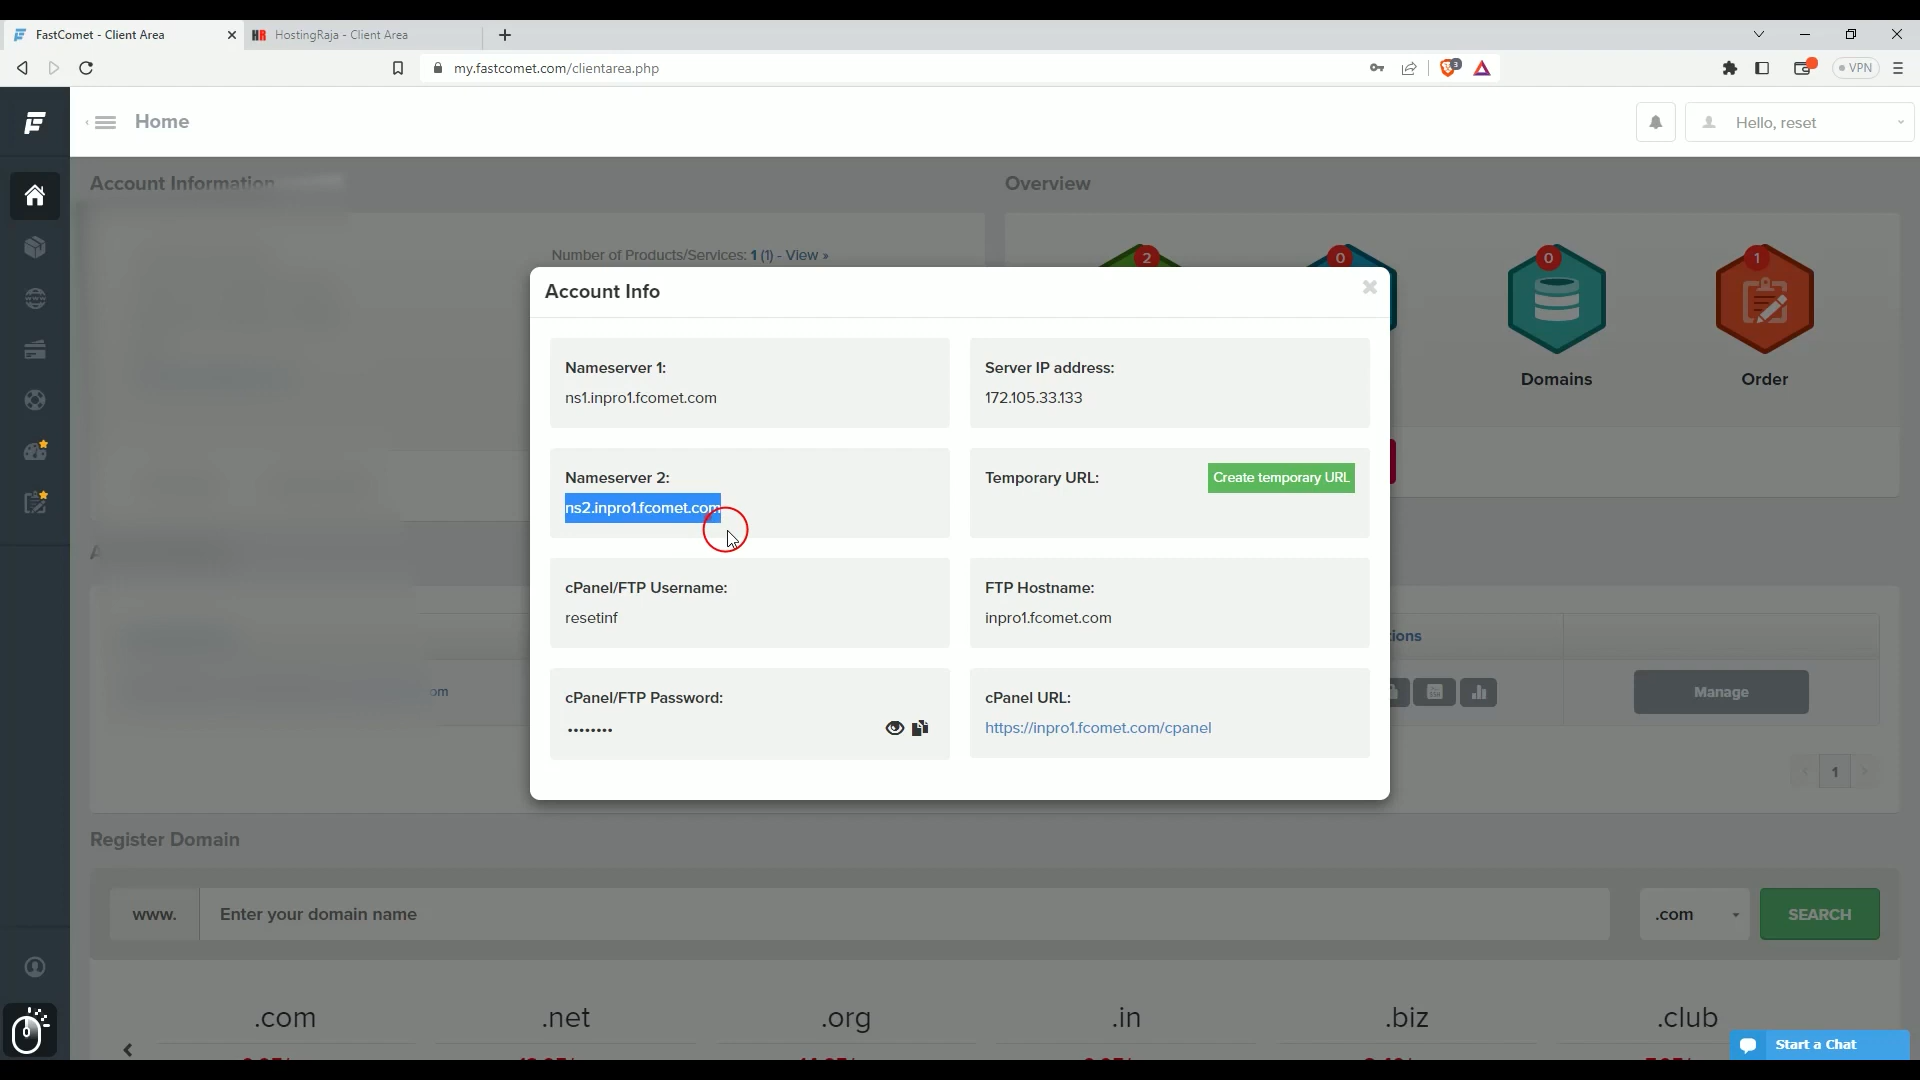 FastComet - Client Area
HR HostingRaja - Client Area
my.fastcomet.com/clientarea.php
3
VPN
Home
Hello, reset
Account Information
Overview
Number of Products/Services: 1 (1) - View »
2
0
0
1
Domains
Order
Account Info
Nameserver 1:
ns1.inpro1.fcomet.com
Server IP address:
172.105.33.133
Nameserver 2:
ns2.inpro1.fcomet.com
Temporary URL:
Create temporary URL
cPanel/FTP Username:
resetinf
FTP Hostname:
inpro1.fcomet.com
cPanel/FTP Password:
••••••••
cPanel URL:
https://inpro1.fcomet.com/cpanel
tions
om
Manage
1
Register Domain
www.
Enter your domain name
.com
SEARCH
.com
.net
.org
.in
.biz
.club
Start a Chat